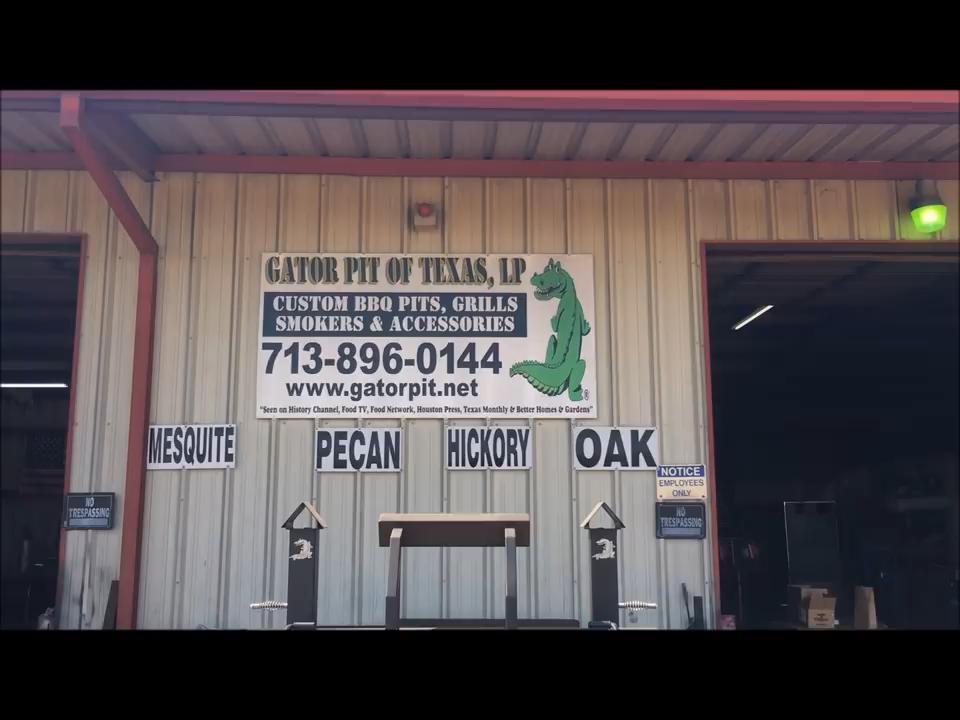 GATOR PIT OF TEXAS, LP
CUSTOM BBQ PITS, GRILLS
SMOKERS & ACCESSORIES
713-896-0144
www.gatorpit.net
®
"Seen on History Channel, Food TV, Food Network, Houston Press, Texas Monthly & Better Homes & Gardens"
MESQUITE
PECAN
HICKORY
OAK
NOTICE
EMPLOYEES
ONLY
NO
TRESPASSING
NO
TRESPASSING